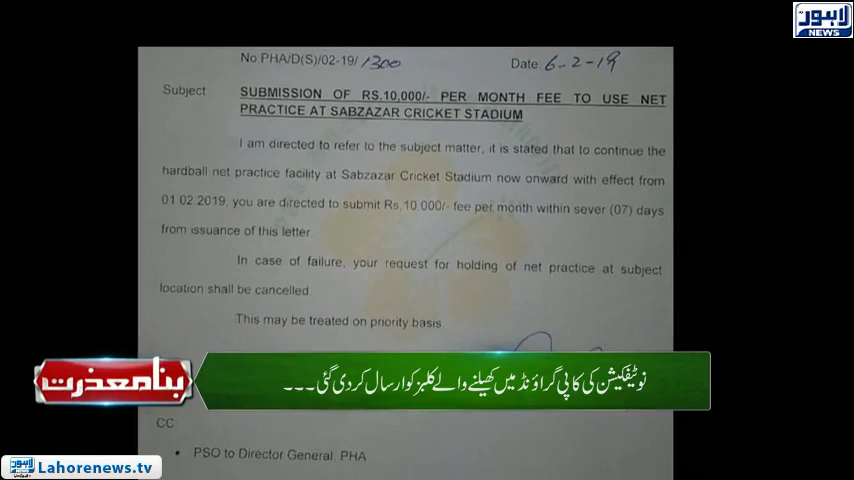 لاہور
NEWS
No.PHA/D(S)/02-19/1300 Date: 6-2-19
Subject SUBMISSION OF RS.10,000/- PER MONTH FEE TO USE NET
PRACTICE AT SABZAZAR CRICKET STADIUM
I am directed to refer to the subject matter, it is stated that to continue the
hardball net practice facility at Sabzazar Cricket Stadium now onward with effect from
01.02.2019, you are directed to submit Rs.10,000/- fee per month within sever (07) days
from issuance of this letter.
In case of failure, your request for holding of net practice at subject
location shall be cancelled.
This may be treated on priority basis.
بنا معذرت
نوٹیفکیشن کی کاپی گراؤنڈ میں کھیلنے والے کلبز کو ارسال کر دی گئی ۔۔۔
CC
• PSO to Director General, PHA
لاہور Lahorenews.tv